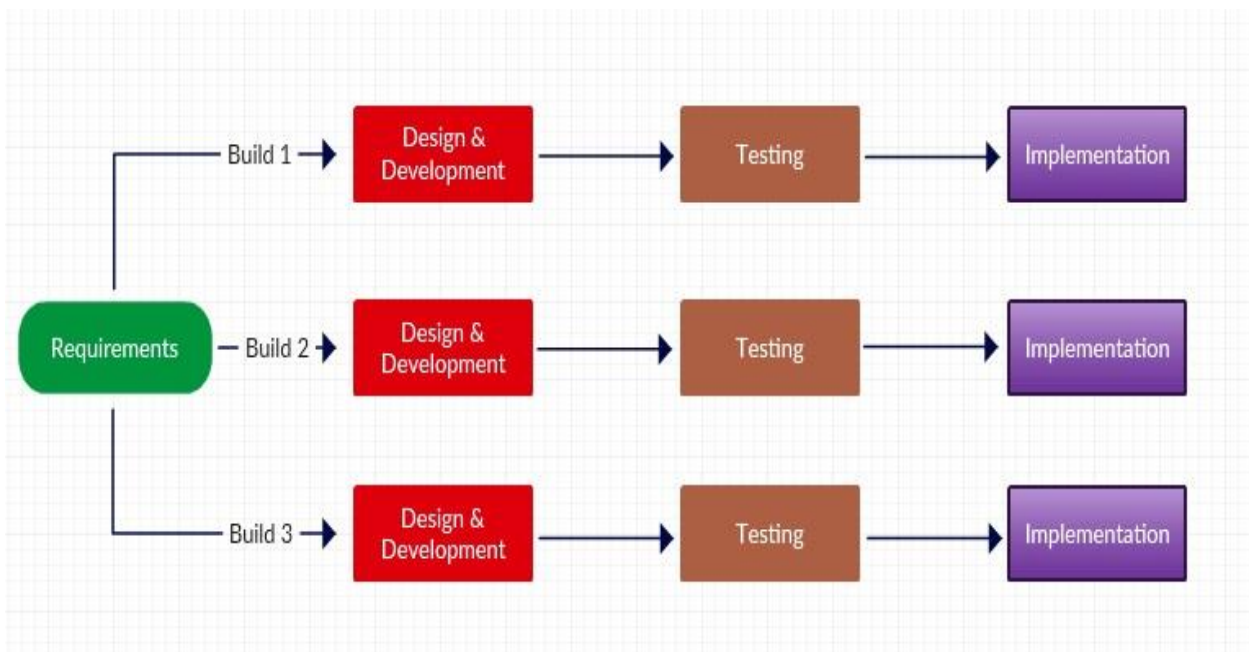 Build 1
Design &
Development
Testing
Implementation
Requirements
Build 2
Design &
Development
Testing
Implementation
Build 3
Design &
Development
Testing
Implementation